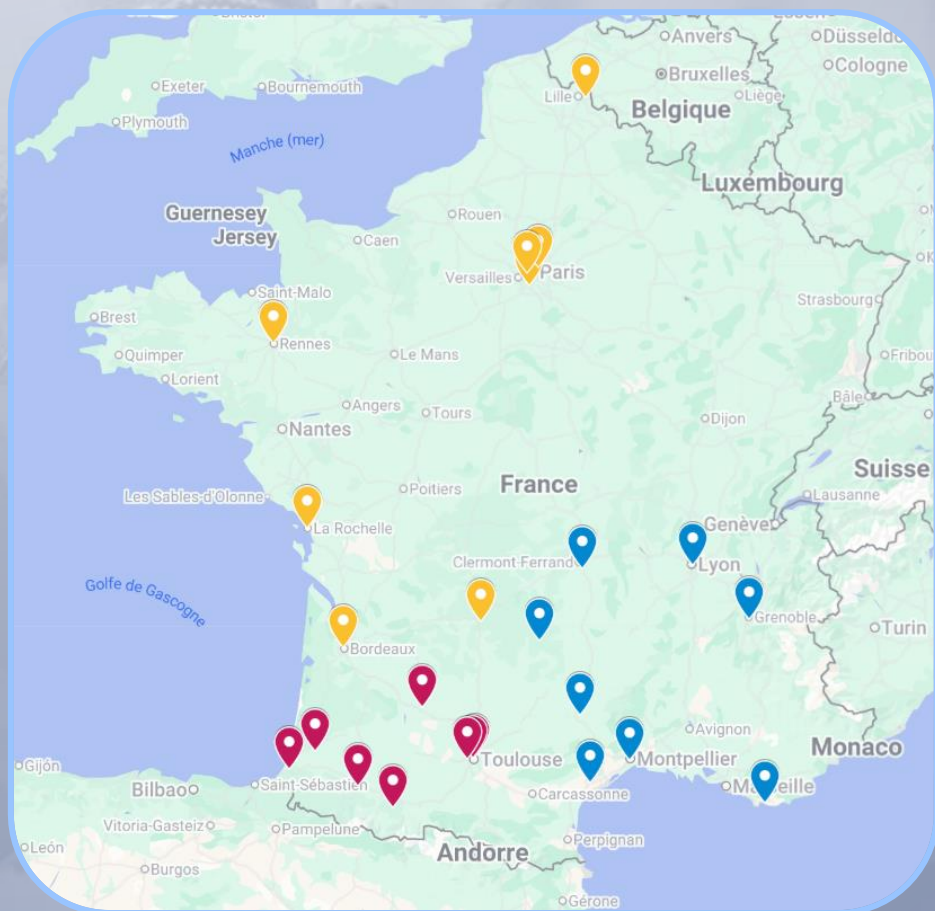 Anvers
Bruxelles
Cologne
Lille
Liège
Belgique
Exeter
Bournemouth
Plymouth
Manche (mer)
Luxembourg
Guernesey
Jersey
Rouen
Caen
Versailles
Paris
Strasbourg
Saint-Malo
Brest
Rennes
Quimper
Le Mans
Lorient
Angers
Tours
Nantes
Bâle
Dijon
Les Sables-d'Olonne
Poitiers
France
Suisse
Lausanne
La Rochelle
Genève
Clermont-Ferrand
Lyon
Golfe de Gascogne
Grenoble
Turin
Bordeaux
Avignon
Monaco
Toulouse
Montpellier
Gijón
Bilbao
Saint-Sébastien
Carcassonne
Vitoria-Gasteiz
Pampelune
Perpignan
León
Andorre
Burgos
Gérone